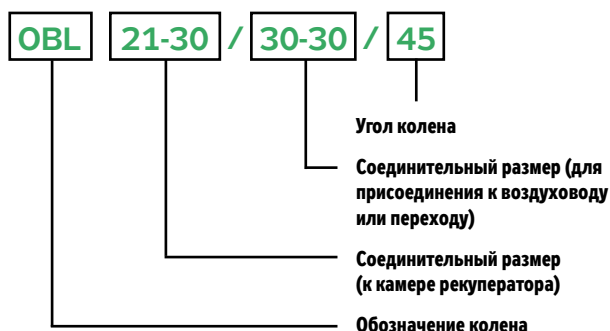 OBL 21-30 / 30-30 / 45
Угол колена
Соединительный размер (для
присоединения к воздуховоду
или переходу)
Соединительный размер
(к камере рекуператора)
Обозначение колена